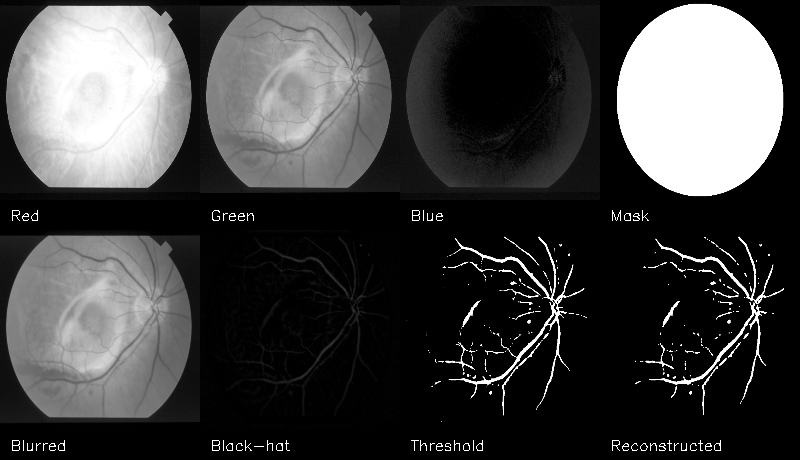 Red
Green
Blue
Mask
Blurred
Black-hat
Threshold
Reconstructed